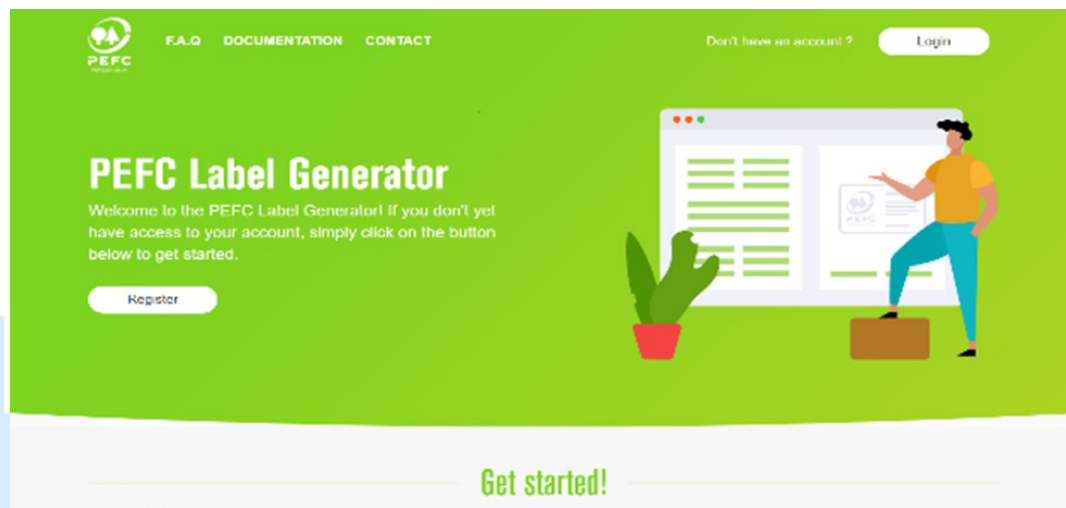 PEFC
F.A.Q DOCUMENTATION CONTACT
Don't have an account ? Login
PEFC Label Generator
Welcome to the PEFC Label Generator! If you don't yet
have access to your account, simply click on the button
below to get started.
Register
PEFC
Get started!